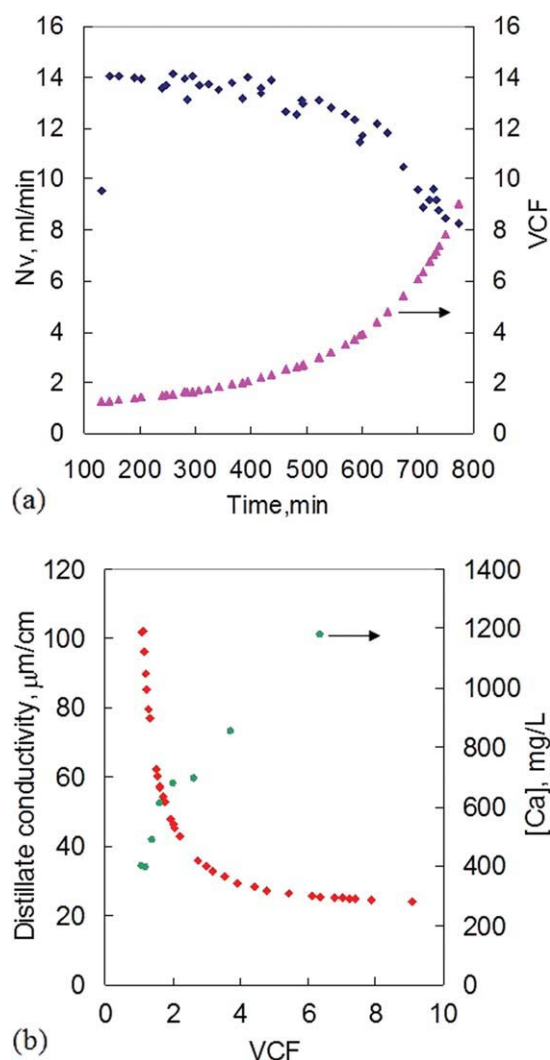 16 16
14 14
12 12
10 10
8 8
6 6
4 4
2 2
0 0
Nv, ml/min
VCF
100 200 300 400 500 600 700 800
Time,min
(a)
120 1400
100 1200
1000
80
800
60
600
40
400
20
200
0 0
Distillate conductivity, μm/cm
[Ca], mg/L
0 2 4 6 8 10
VCF
(b)